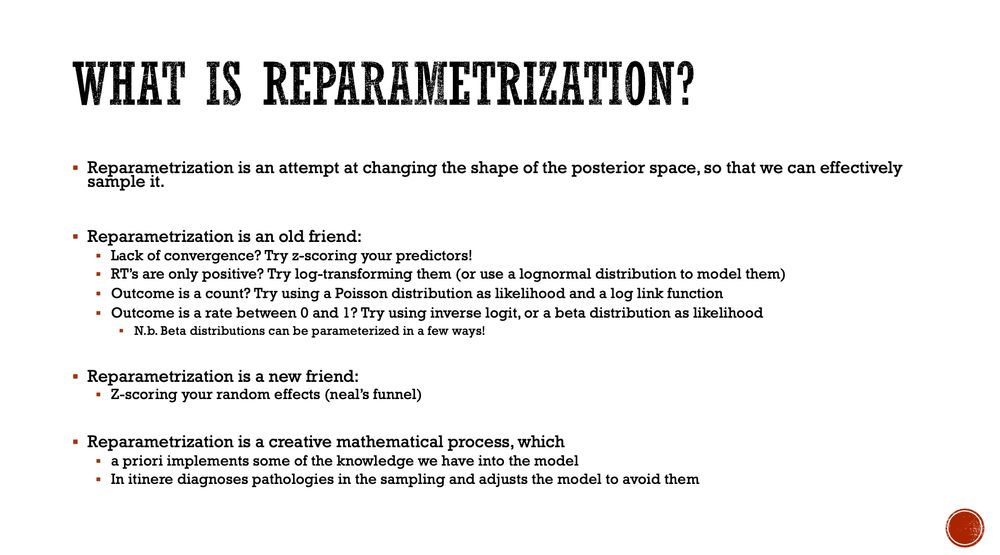 WHAT IS REPARAMETRIZATION?
▪ Reparametrization is an attempt at changing the shape of the posterior space, so that we can effectively
sample it.
▪ Reparametrization is an old friend:
▪ Lack of convergence? Try z-scoring your predictors!
▪ RT's are only positive? Try log-transforming them (or use a lognormal distribution to model them)
▪ Outcome is a count? Try using a Poisson distribution as likelihood and a log link function
▪ Outcome is a rate between 0 and 1? Try using inverse logit, or a beta distribution as likelihood
▪ N.b. Beta distributions can be parameterized in a few ways!
▪ Reparametrization is a new friend:
▪ Z-scoring your random effects (neal's funnel)
▪ Reparametrization is a creative mathematical process, which
▪ a priori implements some of the knowledge we have into the model
▪ In itinere diagnoses pathologies in the sampling and adjusts the model to avoid them